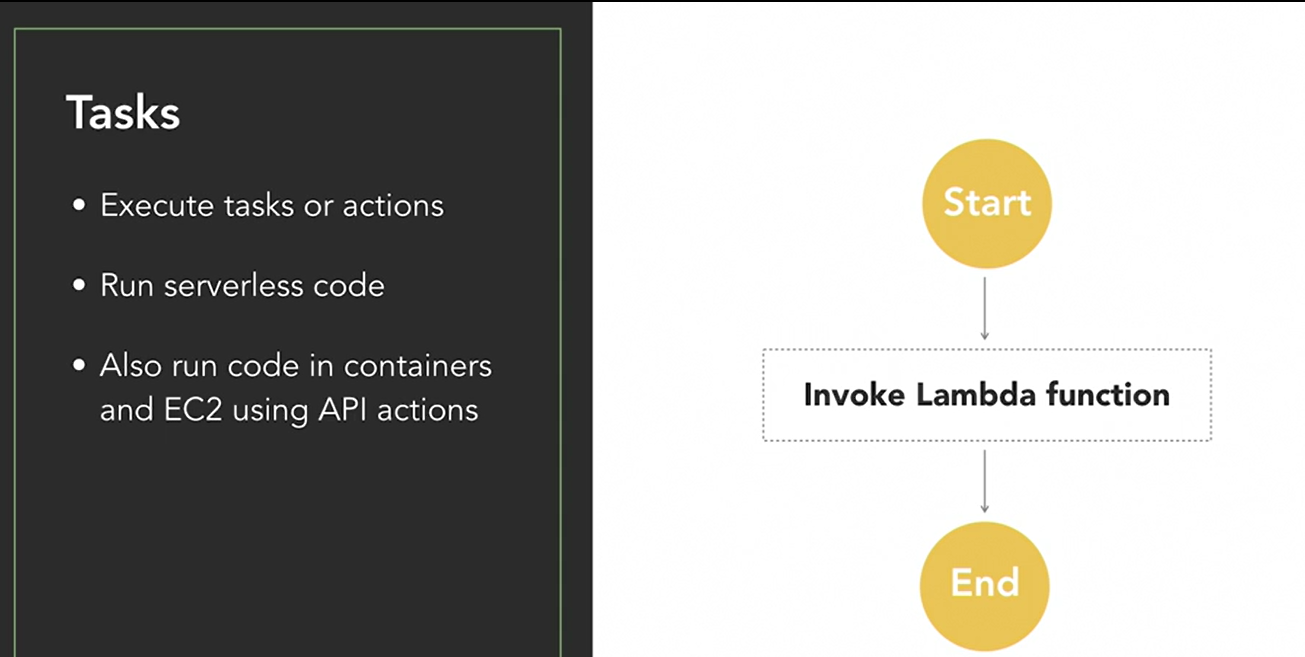 Tasks
• Execute tasks or actions
• Run serverless code
• Also run code in containers
and EC2 using API actions
Start
Invoke Lambda function
End